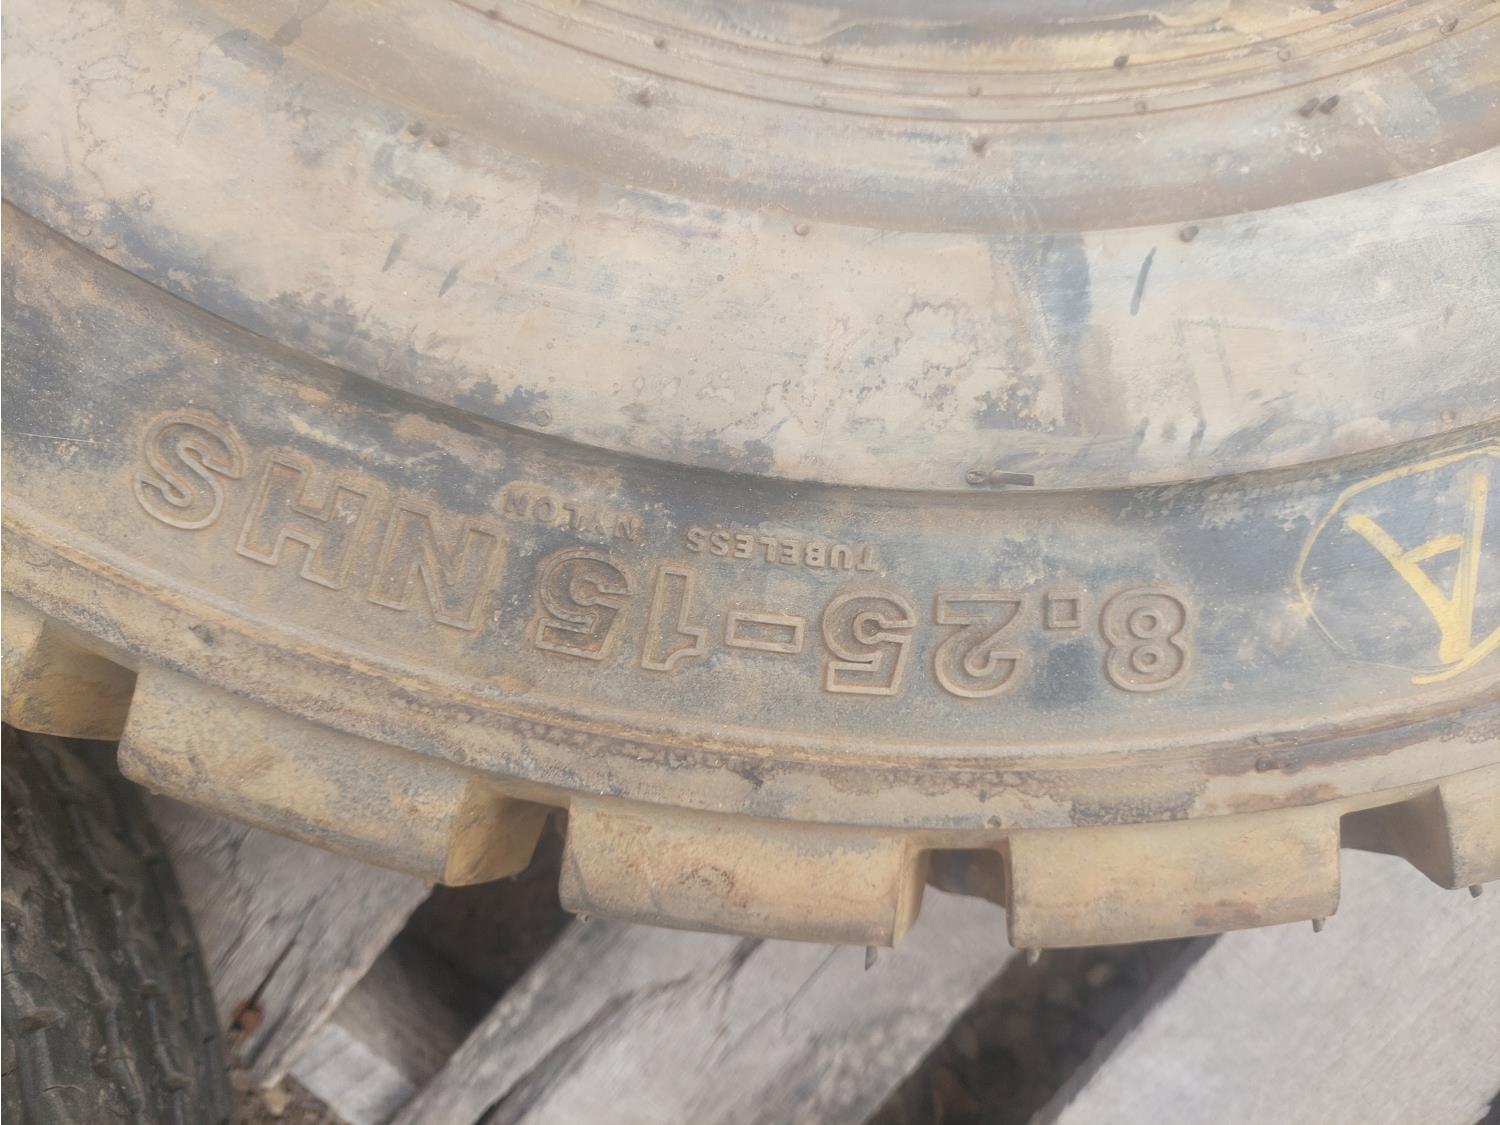 8.25-15 NHS
TUBELESS NYLON
A